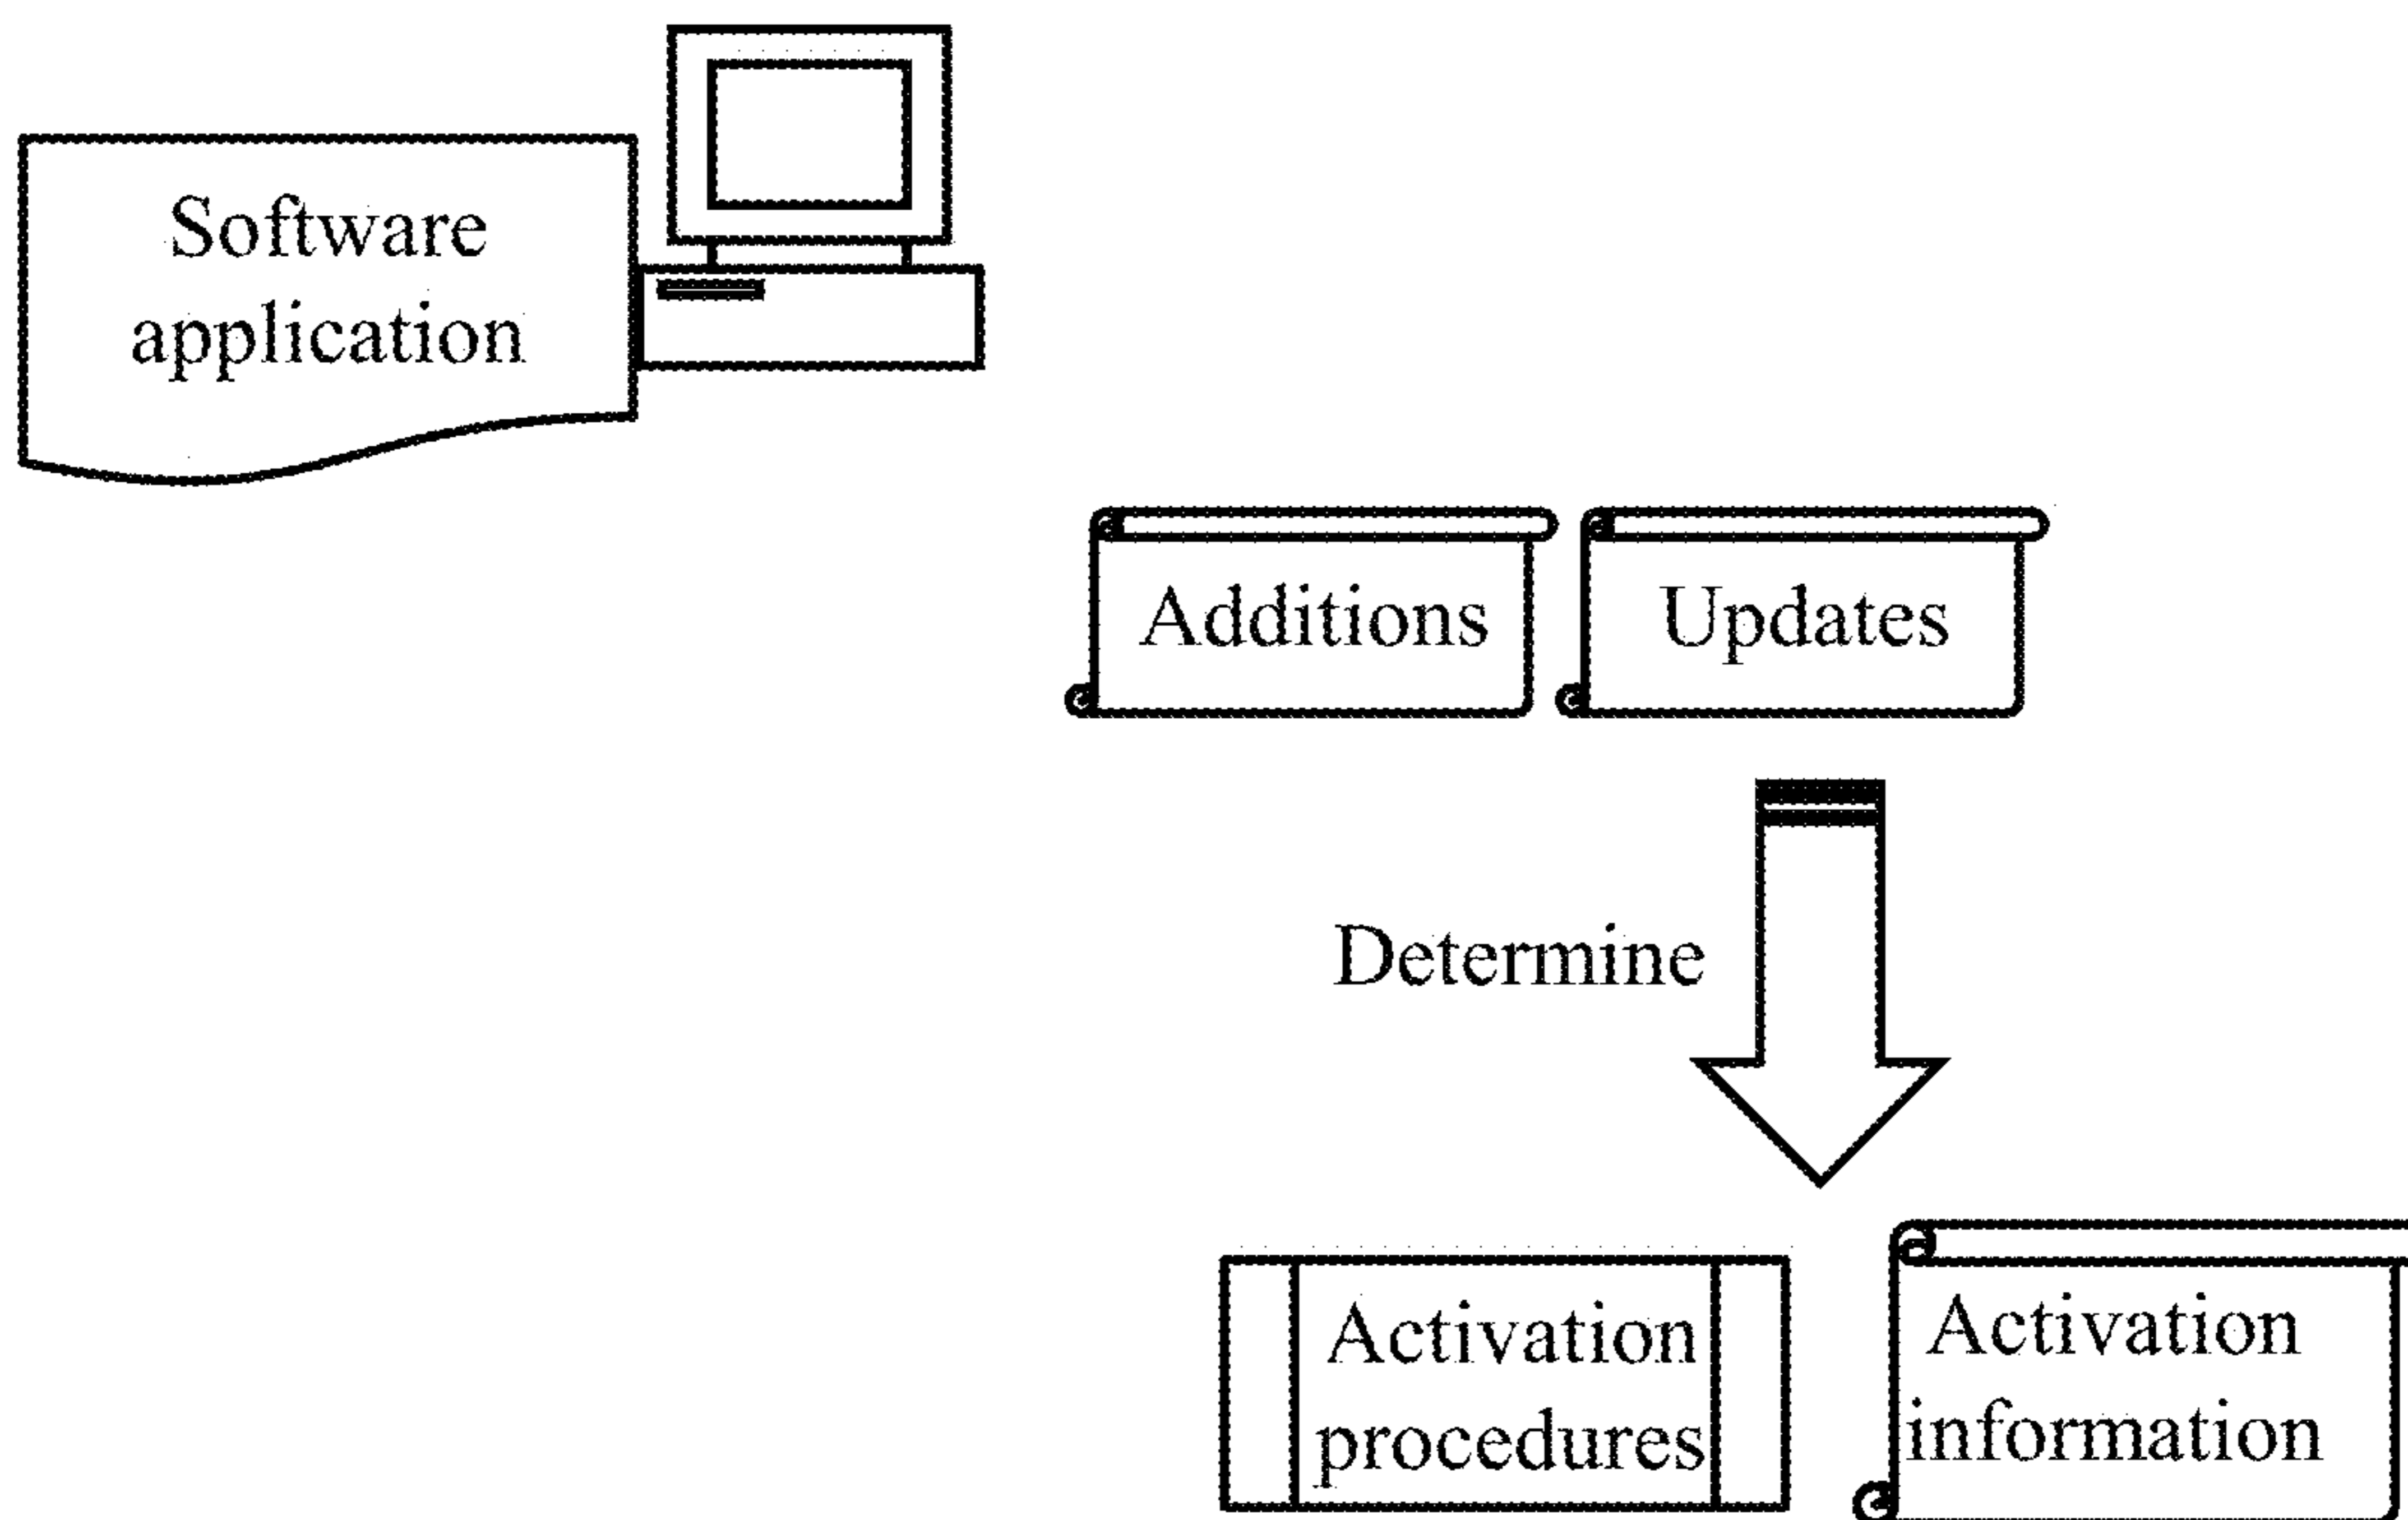 Software
application
Additions
Updates
Determine
Activation
procedures
Activation
information